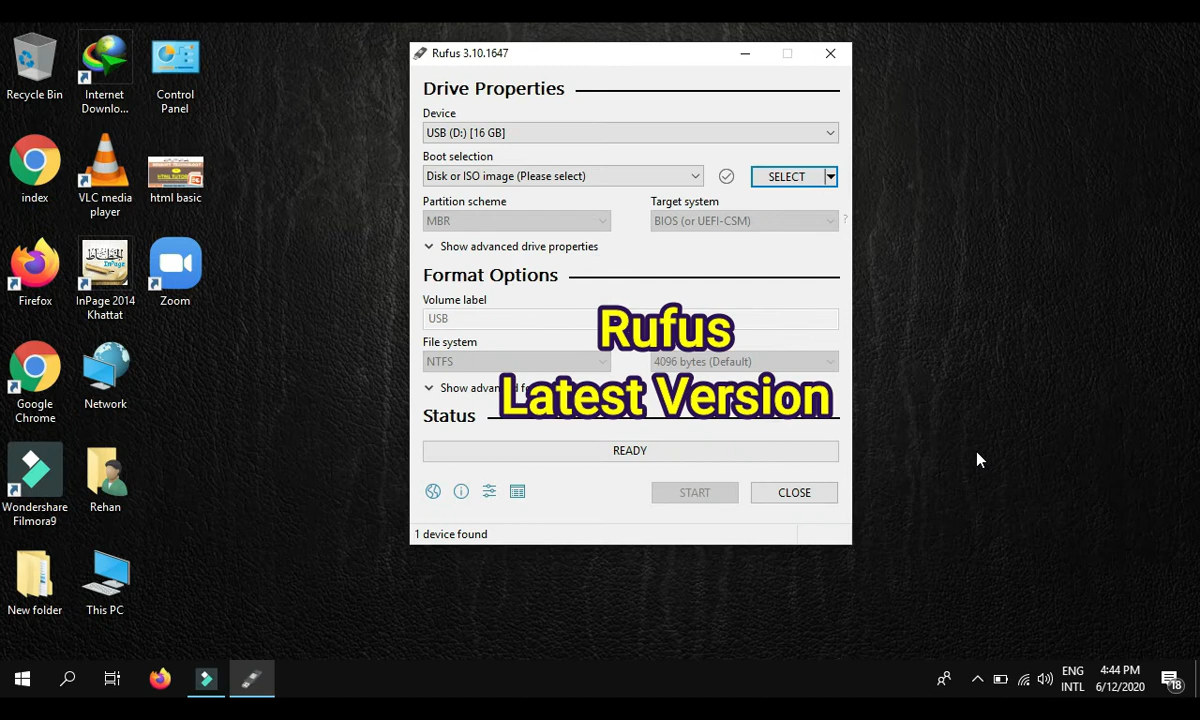 Recycle Bin
Internet
Downlo...
Control
Panel
index
VLC media
player
html basic
Firefox
InPage 2014
Khattat
Zoom
Google
Chrome
Network
Wondershare
Filmora9
Rehan
New folder
This PC
Rufus 3.10.1647
Drive Properties
Device
USB (D:) [16 GB]
Boot selection
Disk or ISO image (Please select)
SELECT
Partition scheme
Target system
MBR
BIOS (or UEFI-CSM)
?
Show advanced drive properties
Format Options
Volume label
USB
Rufus
File system
NTFS
4096 bytes (Default)
Show advanced
Latest Version
Status
READY
START
CLOSE
1 device found
ENG
INTL
4:44 PM
6/12/2020
18